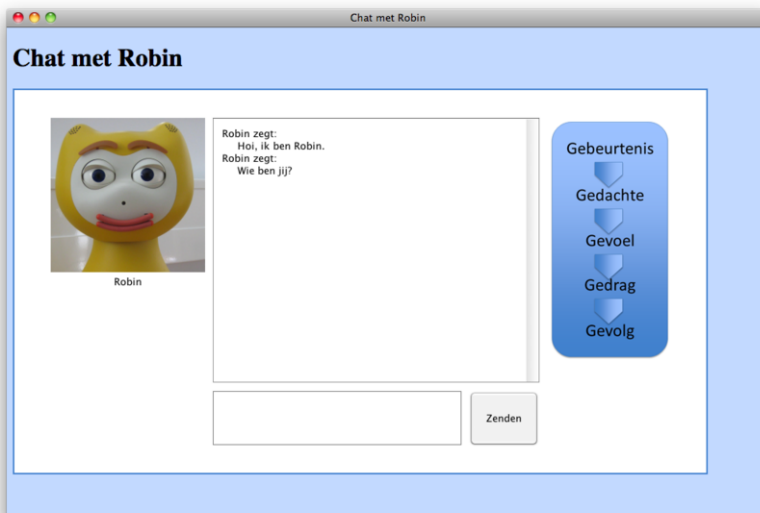 Chat met Robin
Chat met Robin
Robin zegt:
Hoi, ik ben Robin.
Robin zegt:
Wie ben jij?
Robin
Zenden
Gebeurtenis
Gedachte
Gevoel
Gedrag
Gevolg